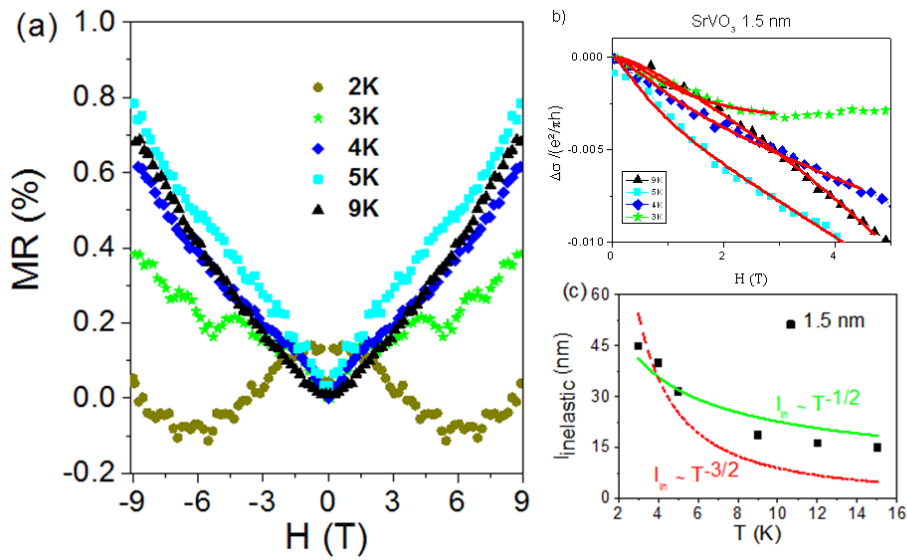 (a)
1.0
0.8
0.6
0.4
0.2
0.0
-0.2
MR (%)
2K
3K
4K
5K
9K
-9 -6 -3 0 3 6 9
H (T)
b)
SrVO3 1.5 nm
0.000
-0.005
-0.010
Δσ /(e²/πh)
9K
5K
4K
3K
0 2 4
H (T)
(c)
60
45
30
15
0
Iinelastic (nm)
1.5 nm
Iin ~ T-1/2
Iin ~ T-3/2
2 4 6 8 10 12 14 16
T (K)